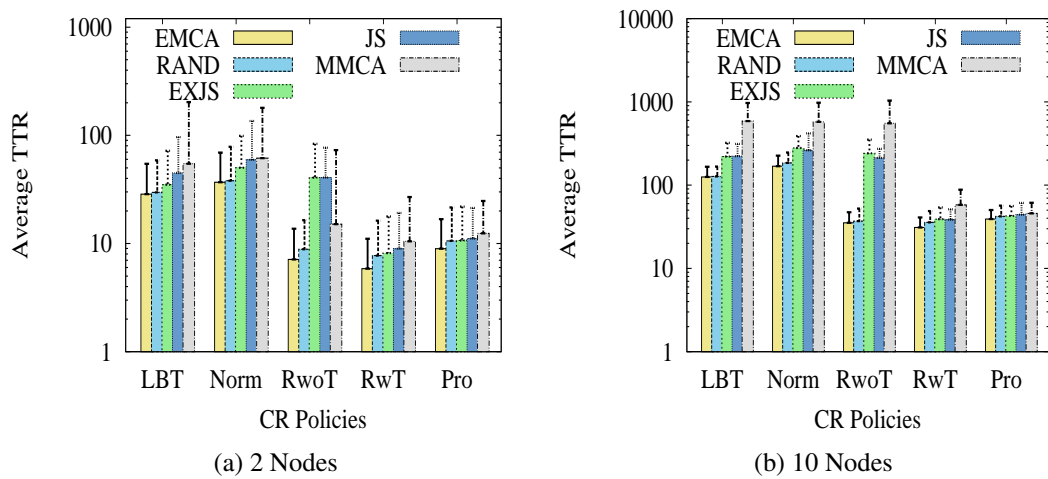 1000
100
10
1
Average TTR
EMCA
RAND
EXJS
JS
MMCA
LBT Norm RwoT RwT Pro
CR Policies
(a) 2 Nodes
10000
1000
100
10
1
Average TTR
EMCA
RAND
EXJS
JS
MMCA
LBT Norm RwoT RwT Pro
CR Policies
(b) 10 Nodes